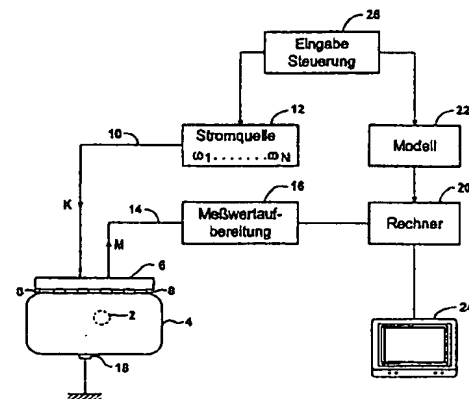 26
Eingabe
Steuerung
12
22
10
Stromquelle
ω1.......ωN
Modell
16
20
K
14
Meßwertauf-
bereitung
Rechner
M
6
8
8
24
2
4
18